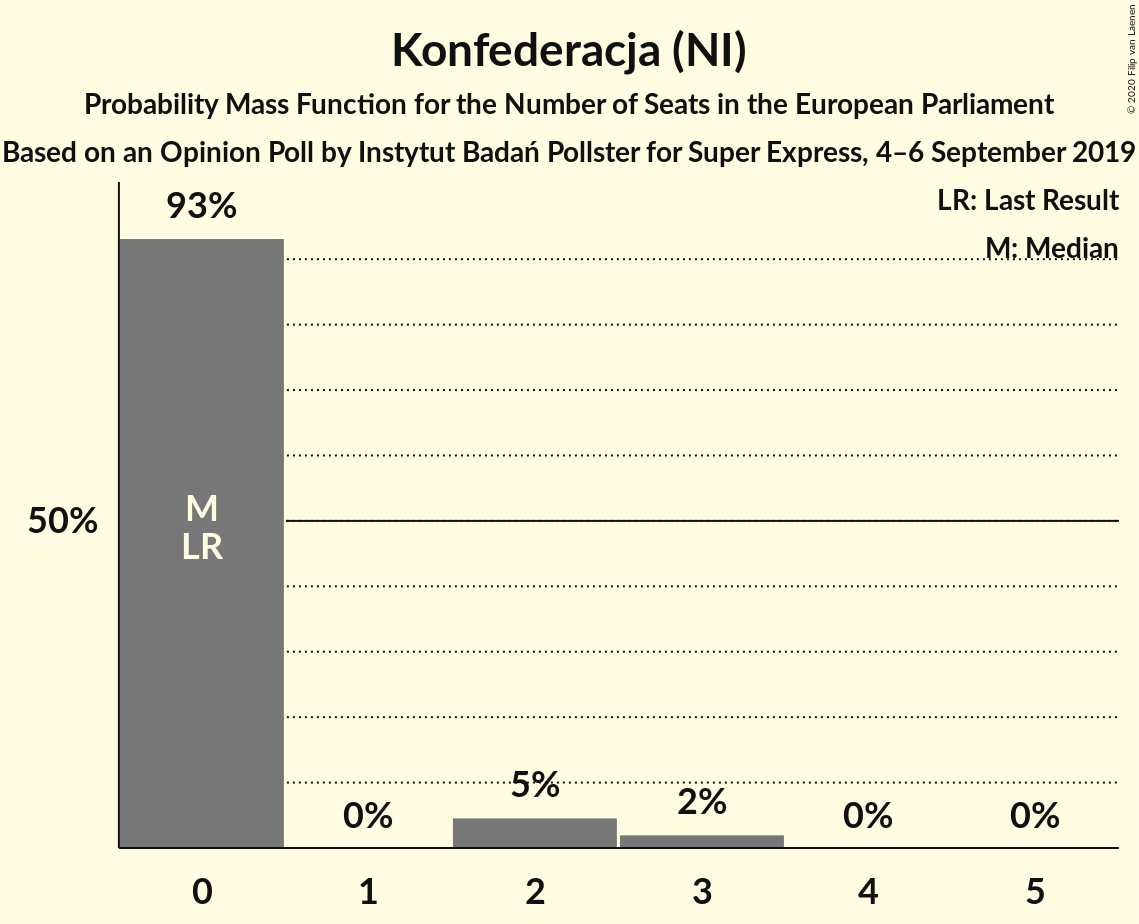 Konfederacja (NI)
Probability Mass Function for the Number of Seats in the European Parliament
Based on an Opinion Poll by Instytut Badań Pollster for Super Express, 4–6 September 2019
© 2020 Filip van Laenen
LR: Last Result
M: Median
93%
50%
M
LR
0%
5%
2%
0%
0%
0
1
2
3
4
5